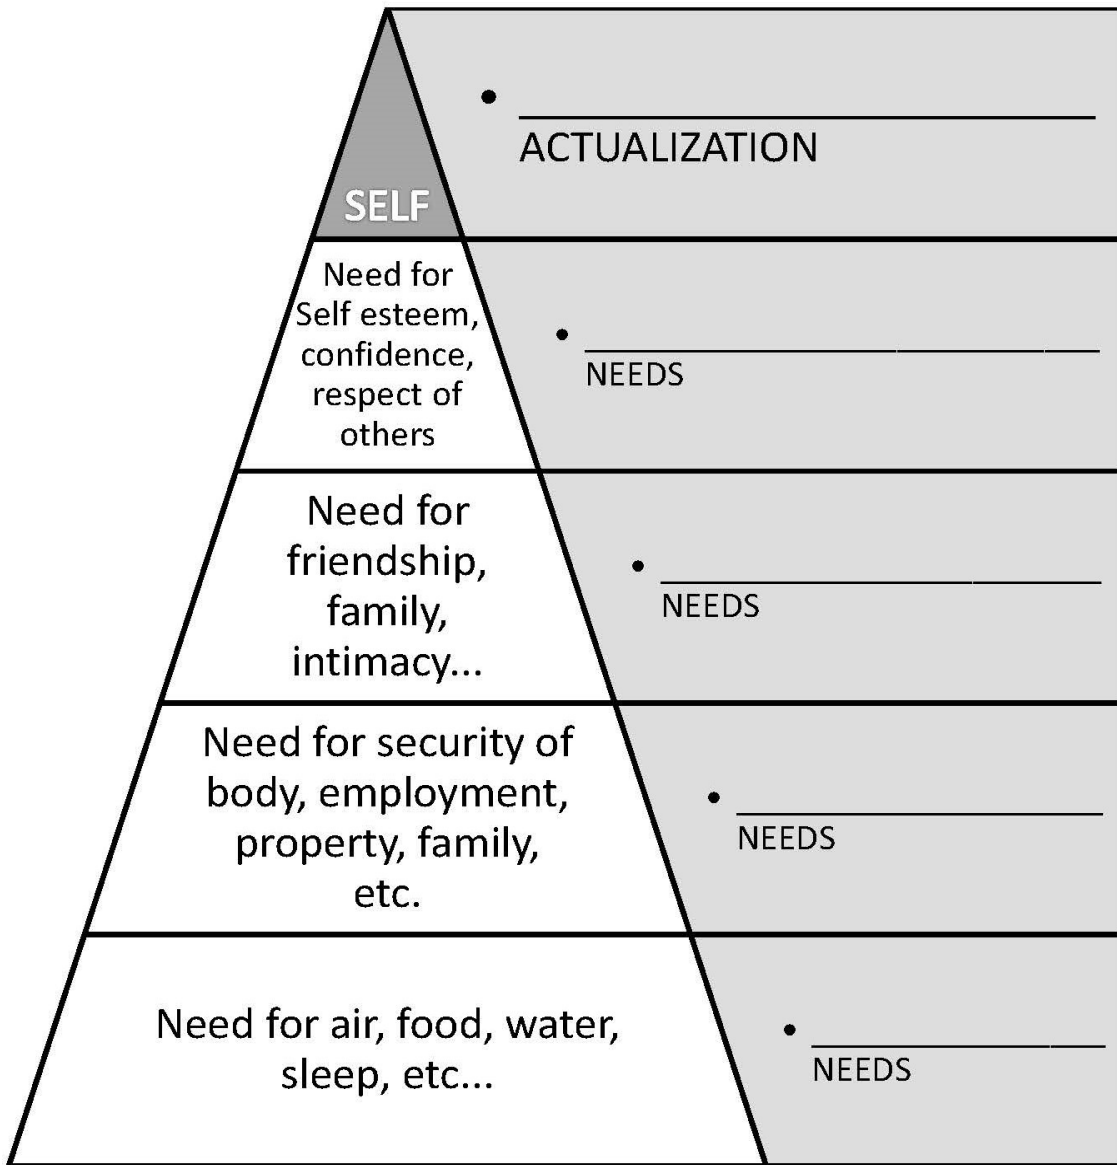 ACTUALIZATION
SELF
Need for
Self esteem,
confidence,
respect of
others
NEEDS
Need for
friendship,
family,
intimacy...
NEEDS
Need for security of
body, employment,
property, family,
etc.
NEEDS
Need for air, food, water,
sleep, etc...
NEEDS